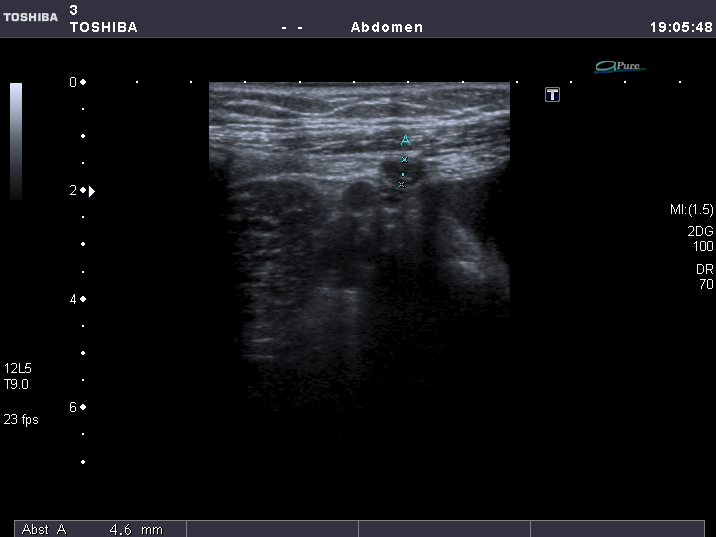 TOSHIBA
3
TOSHIBA - - Abdomen 19:05:48
aPure
T
0
A
2
MI:(1.5)
2DG
100
DR
70
4
12L5
T9.0
6
23 fps
Abst A 4.6 mm